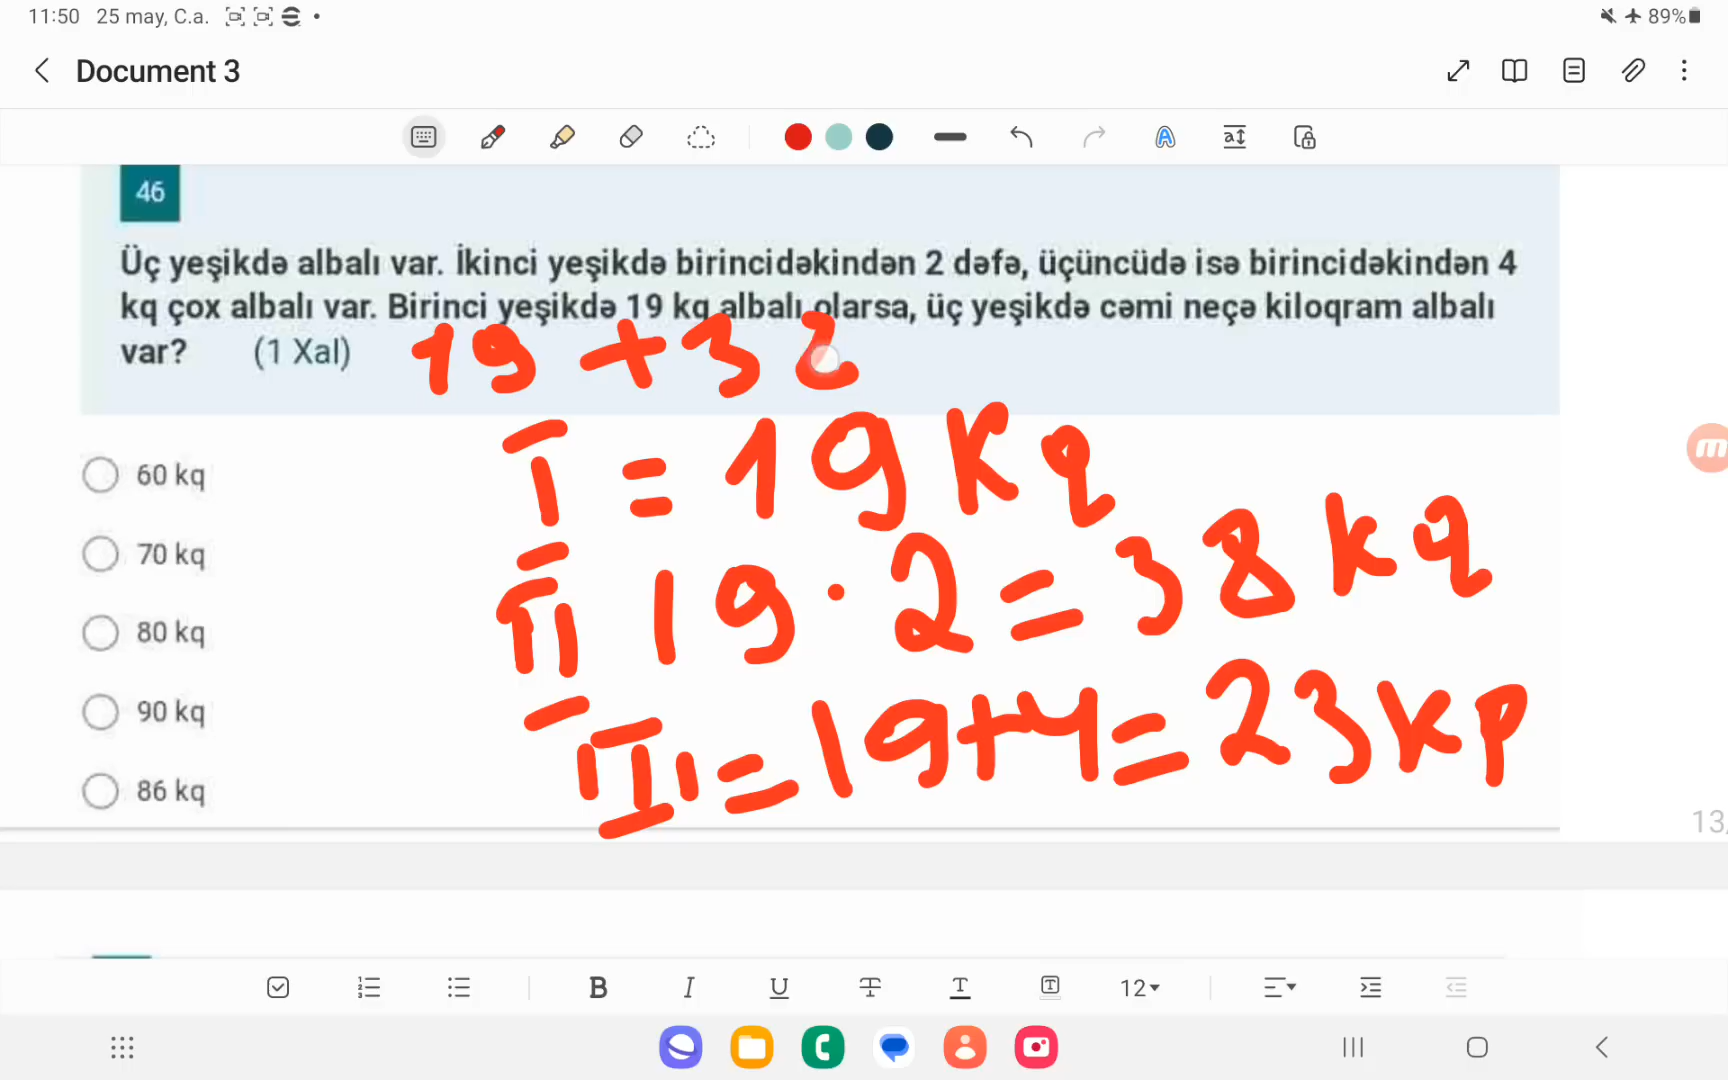 11:50 25 may, C.a.
89%
Document 3
46
Üç yeşikdə albalı var. İkinci yeşikdə birincidəkindən 2 dəfə, üçüncüdə isə birincidəkindən 4
kq çox albalı var. Birinci yeşikdə 19 kq albalı olarsa, üç yeşikdə cəmi neçə kiloqram albalı
var? (1 Xal)
19 + 3
I = 19 kq
60 kq
70 kq
II 19 · 2 = 38 kq
80 kq
III = 19 + 4 = 23 kp
90 kq
86 kq
13
12